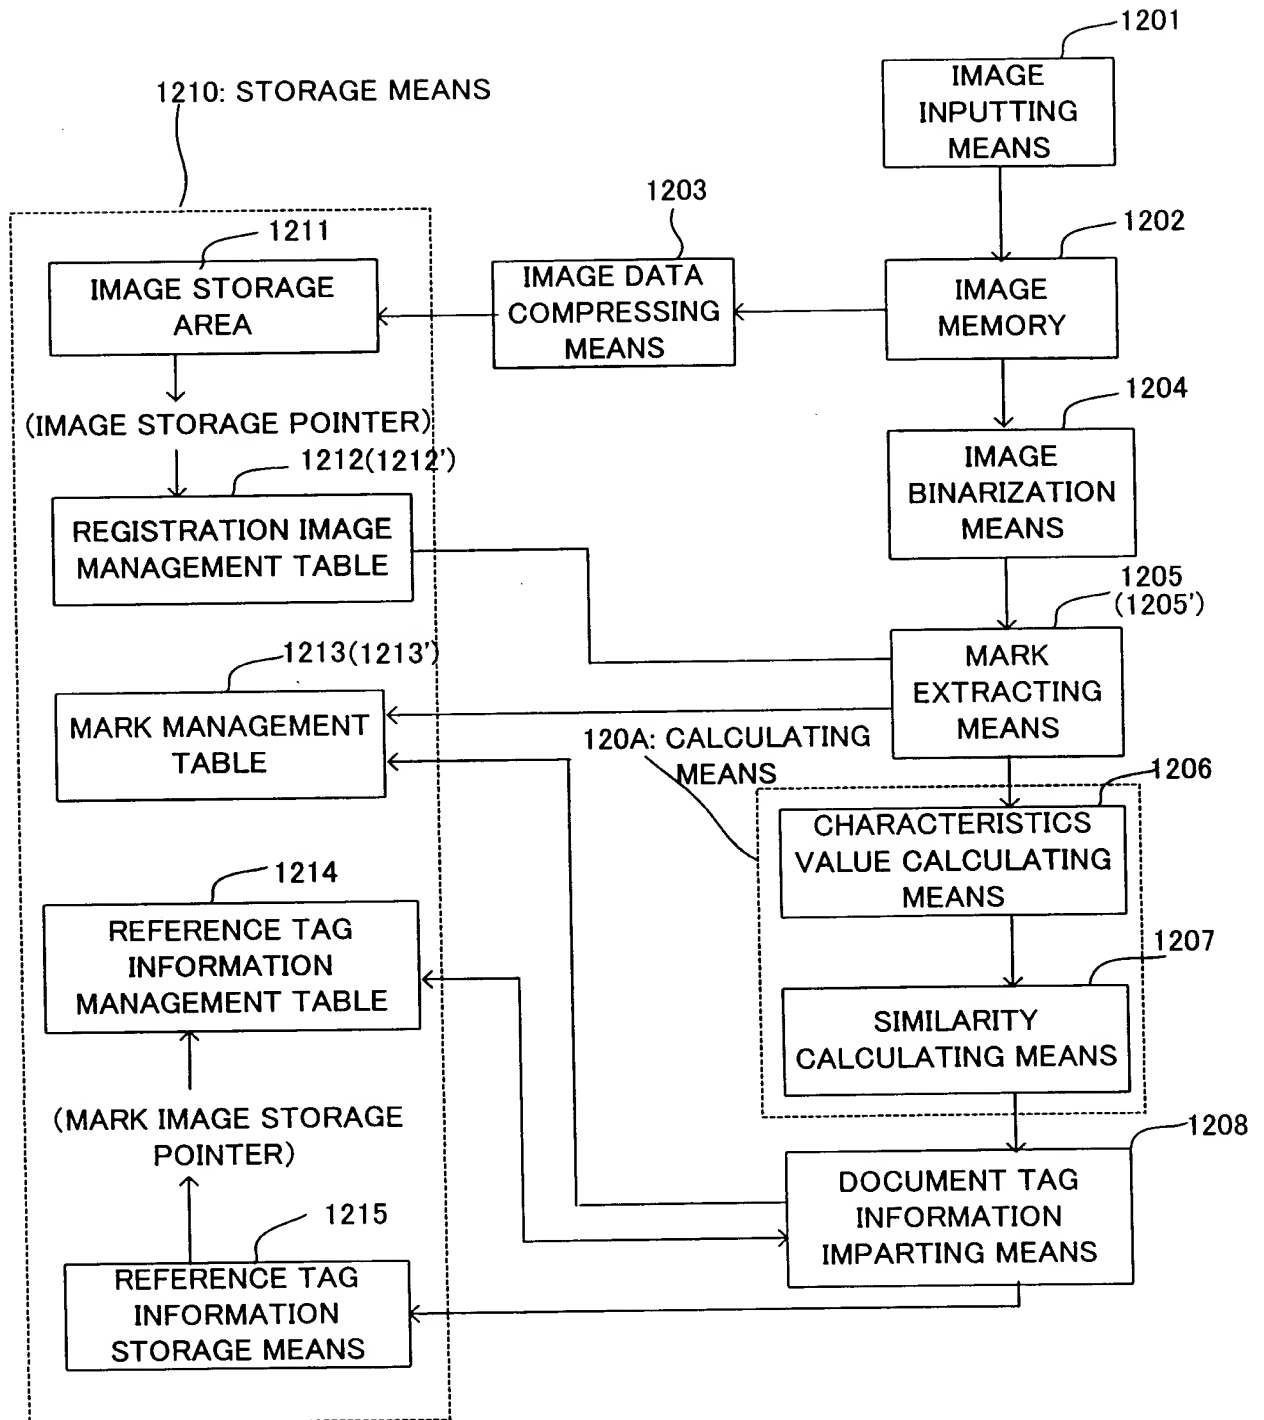 1201
IMAGE
INPUTTING
MEANS
1210: STORAGE MEANS
1203
1202
1211
IMAGE STORAGE
AREA
IMAGE DATA
COMPRESSING
MEANS
IMAGE
MEMORY
(IMAGE STORAGE POINTER)
1204
IMAGE
BINARIZATION
MEANS
1212(1212')
REGISTRATION IMAGE
MANAGEMENT TABLE
1205
(1205')
MARK
EXTRACTING
MEANS
1213(1213')
MARK MANAGEMENT
TABLE
120A: CALCULATING
MEANS
1206
CHARACTERISTICS
VALUE CALCULATING
MEANS
1214
REFERENCE TAG
INFORMATION
MANAGEMENT TABLE
1207
SIMILARITY
CALCULATING MEANS
(MARK IMAGE STORAGE
POINTER)
1208
DOCUMENT TAG
INFORMATION
IMPARTING MEANS
1215
REFERENCE TAG
INFORMATION
STORAGE MEANS